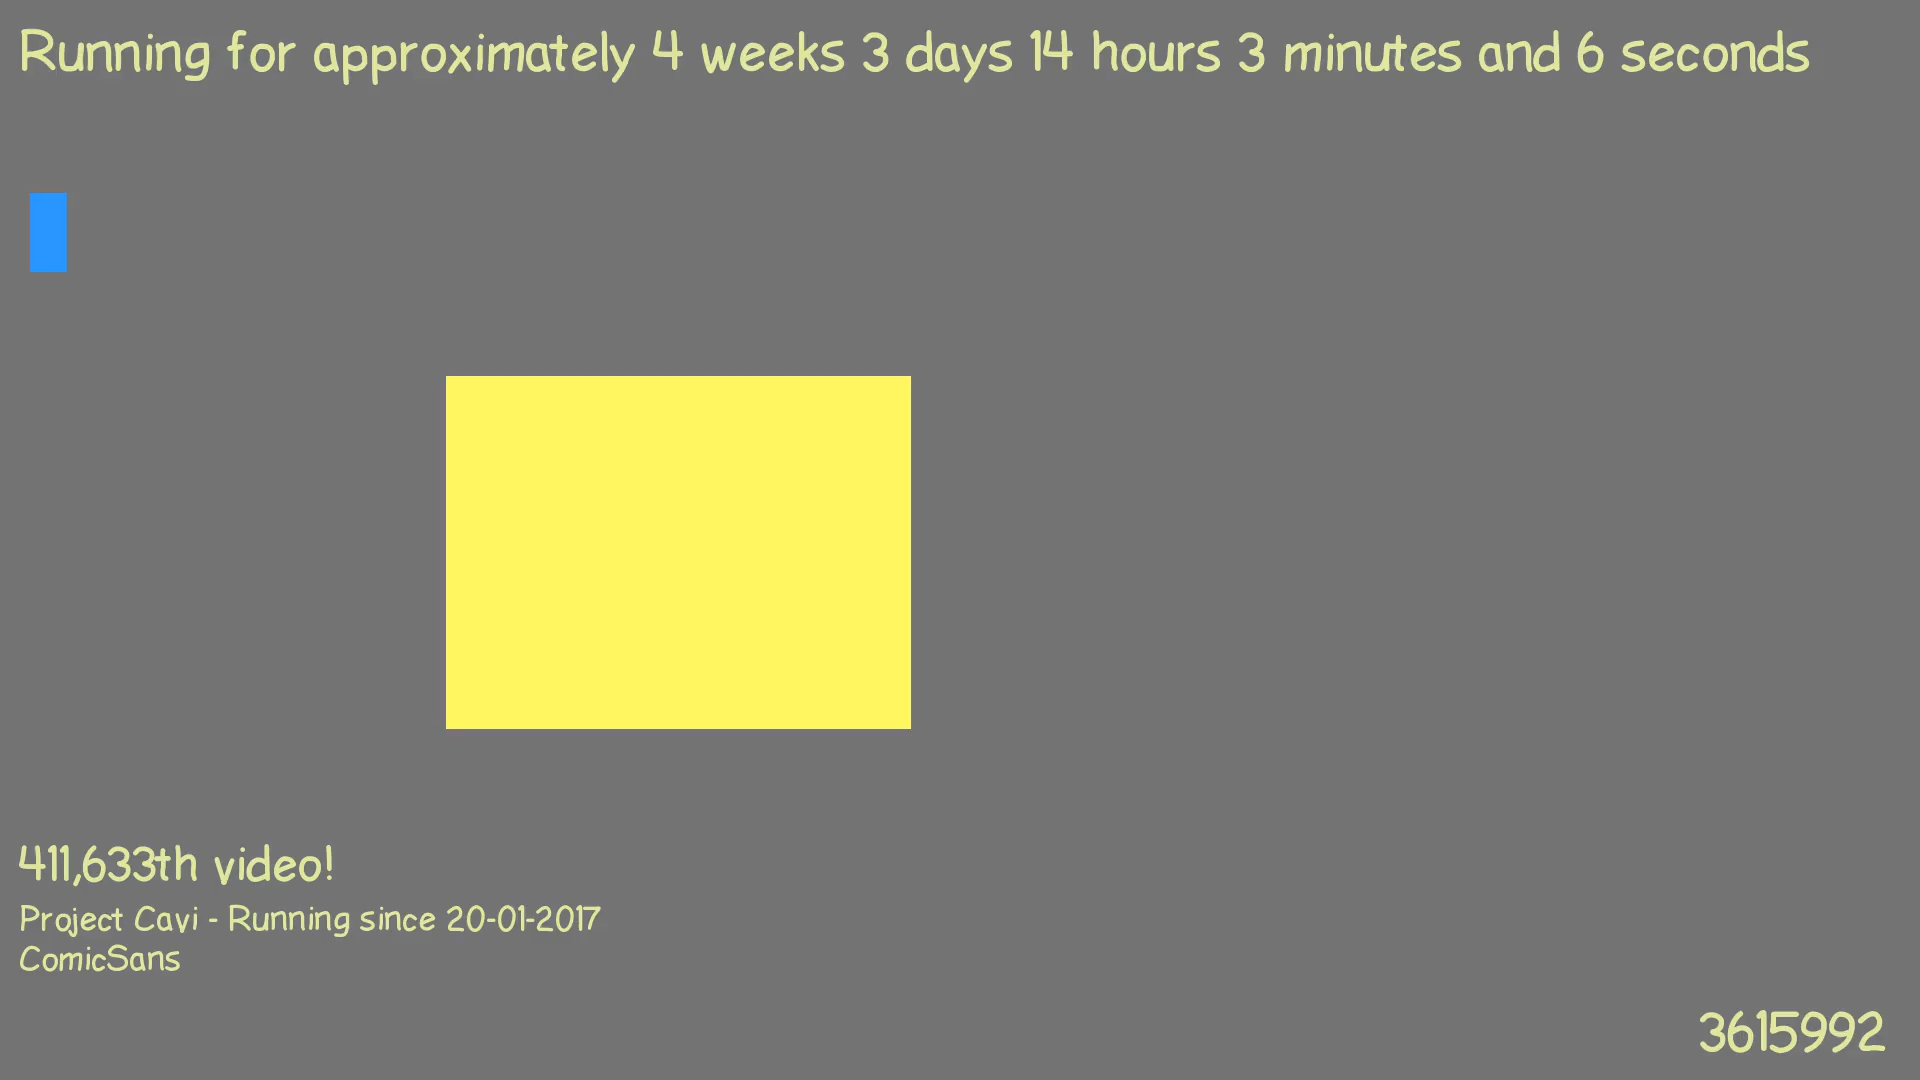 Running for approximately 4 weeks 3 days 14 hours 3 minutes and 6 seconds
411,633th video!
Project Cavi - Running since 20-01-2017
ComicSans
3615992